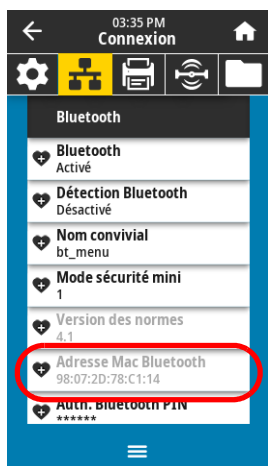 03:35 PM
Connexion
Bluetooth
Bluetooth
Activé
Détection Bluetooth
Désactivé
Nom convivial
bt_menu
Mode sécurité mini
1
Version des normes
4.1
Adresse Mac Bluetooth
98:07:2D:78:C1:14
Auth. Bluetooth PIN
******